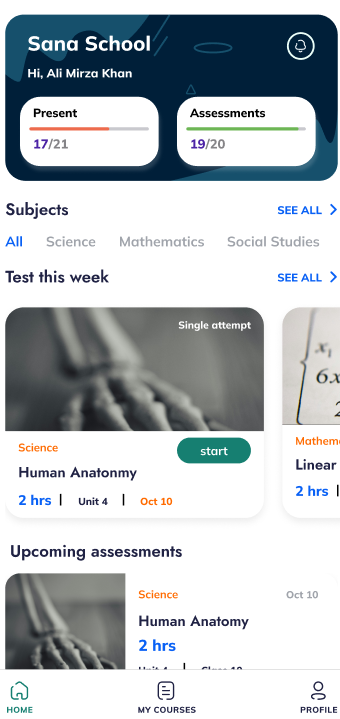 Sana School
Hi, Ali Mirza Khan
Present
17/21
Assessments
19/20
Subjects
SEE ALL
All Science Mathematics Social Studies
Test this week
SEE ALL
Single attempt
Science
start
Human Anatonmy
2 hrs | Unit 4 | Oct 10
x₁
6x
2
Mathem
Linear
2 hrs |
Upcoming assessments
Science Oct 10
Human Anatomy
2 hrs
Unit 4 | Class 10
HOME MY COURSES PROFILE